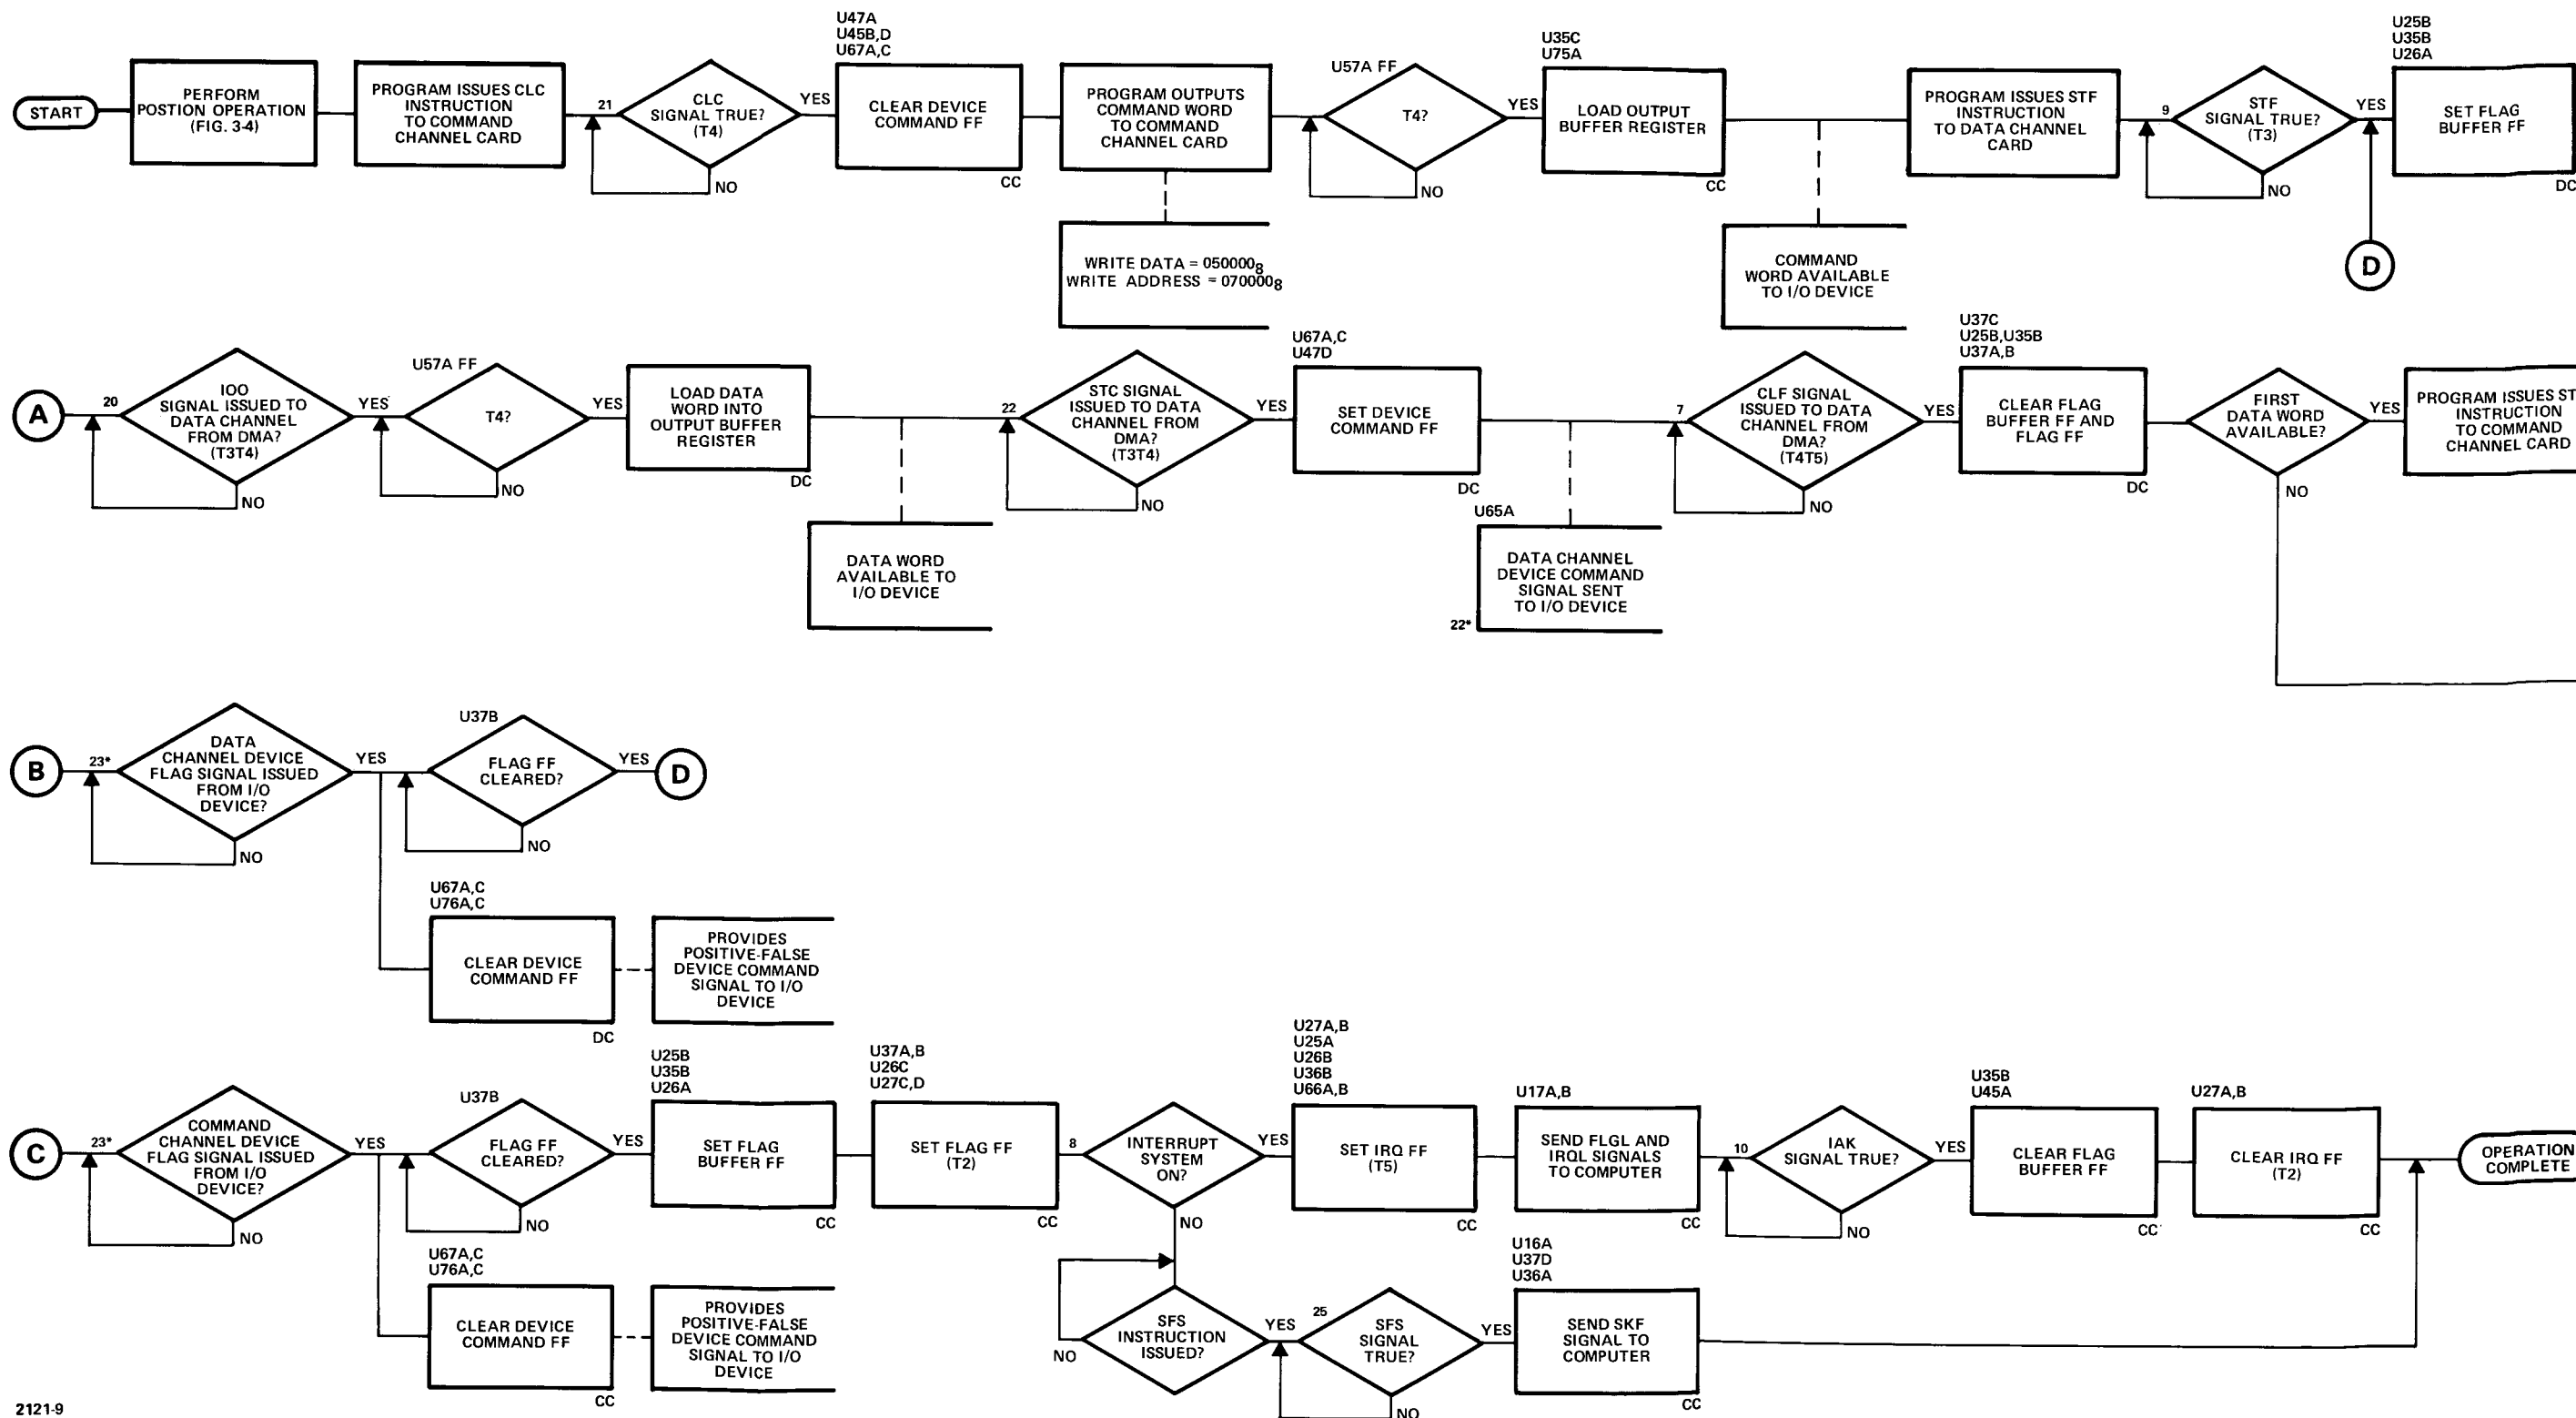 START
PERFORM
POSTION OPERATION
(FIG. 3-4)
PROGRAM ISSUES CLC
INSTRUCTION
TO COMMAND
CHANNEL CARD
21
CLC
SIGNAL TRUE?
(T4)
YES
NO
U47A
U45B,D
U67A,C
CLEAR DEVICE
COMMAND FF
CC
PROGRAM OUTPUTS
COMMAND WORD
TO COMMAND
CHANNEL CARD
WRITE DATA = 050000₈
WRITE ADDRESS = 070000₈
U57A FF
T4?
YES
NO
U35C
U75A
LOAD OUTPUT
BUFFER REGISTER
CC
COMMAND
WORD AVAILABLE
TO I/O DEVICE
PROGRAM ISSUES STF
INSTRUCTION
TO DATA CHANNEL
CARD
9
STF
SIGNAL TRUE?
(T3)
YES
NO
D
U25B
U35B
U26A
SET FLAG
BUFFER FF
DC
A
20
IOO
SIGNAL ISSUED TO
DATA CHANNEL
FROM DMA?
(T3T4)
YES
NO
U57A FF
T4?
YES
NO
LOAD DATA
WORD INTO
OUTPUT BUFFER
REGISTER
DC
DATA WORD
AVAILABLE TO
I/O DEVICE
22
STC SIGNAL
ISSUED TO DATA
CHANNEL FROM
DMA?
(T3T4)
YES
NO
U67A,C
U47D
SET DEVICE
COMMAND FF
DC
U65A
DATA CHANNEL
DEVICE COMMAND
SIGNAL SENT
TO I/O DEVICE
22*
7
CLF SIGNAL
ISSUED TO DATA
CHANNEL FROM
DMA?
(T4T5)
YES
NO
U37C
U25B,U35B
U37A,B
CLEAR FLAG
BUFFER FF AND
FLAG FF
DC
FIRST
DATA WORD
AVAILABLE?
YES
NO
PROGRAM ISSUES ST
INSTRUCTION
TO COMMAND
CHANNEL CARD
B
23*
DATA
CHANNEL DEVICE
FLAG SIGNAL ISSUED
FROM I/O
DEVICE?
YES
NO
U37B
FLAG FF
CLEARED?
YES
NO
D
U67A,C
U76A,C
CLEAR DEVICE
COMMAND FF
DC
PROVIDES
POSITIVE-FALSE
DEVICE COMMAND
SIGNAL TO I/O
DEVICE
C
23*
COMMAND
CHANNEL DEVICE
FLAG SIGNAL ISSUED
FROM I/O
DEVICE?
YES
NO
U37B
FLAG FF
CLEARED?
YES
NO
U67A,C
U76A,C
CLEAR DEVICE
COMMAND FF
CC
PROVIDES
POSITIVE-FALSE
DEVICE COMMAND
SIGNAL TO I/O
DEVICE
U25B
U35B
U26A
SET FLAG
BUFFER FF
CC
U37A,B
U26C
U27C,D
SET FLAG FF
(T2)
CC
8
INTERRUPT
SYSTEM
ON?
YES
NO
U27A,B
U25A
U26B
U36B
U66A,B
SET IRQ FF
(T5)
CC
U17A,B
SEND FLGL AND
IRQL SIGNALS
TO COMPUTER
CC
10
IAK
SIGNAL TRUE?
YES
NO
U35B
U45A
CLEAR FLAG
BUFFER FF
CC
U27A,B
CLEAR IRQ FF
(T2)
CC
OPERATION
COMPLETE
SFS
INSTRUCTION
ISSUED?
YES
NO
25
SFS
SIGNAL
TRUE?
YES
NO
U16A
U37D
U36A
SEND SKF
SIGNAL TO
COMPUTER
CC
2121-9